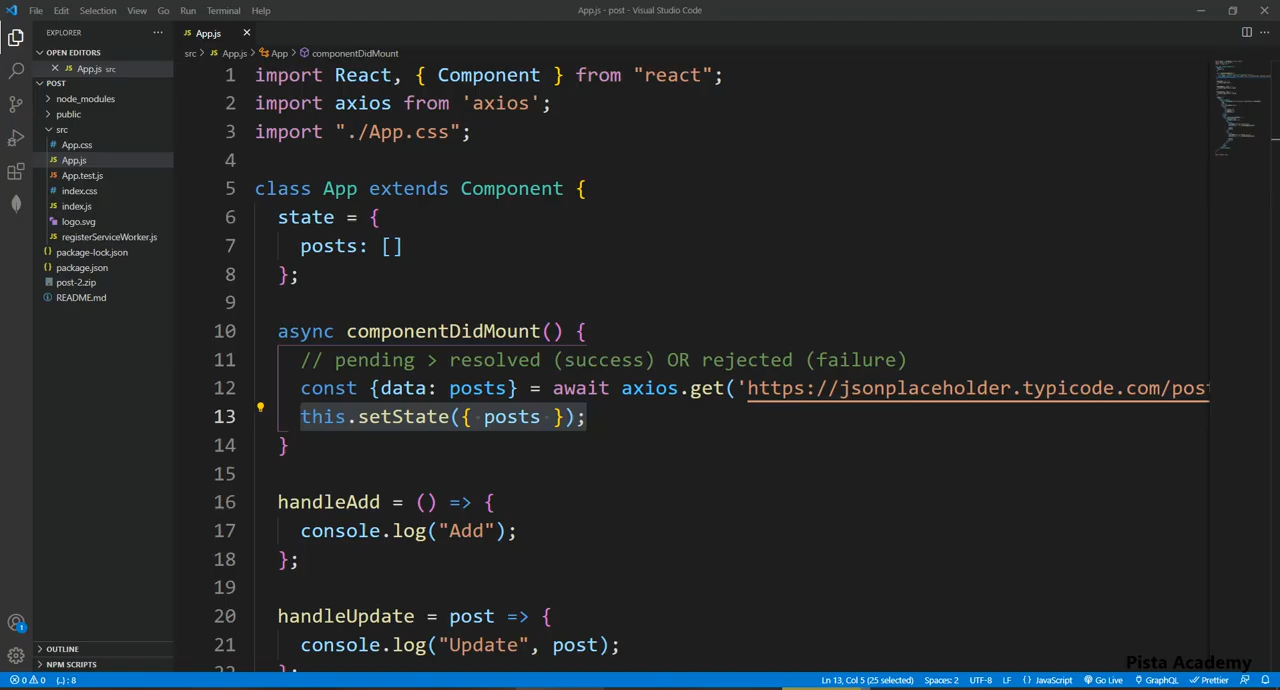 File Edit Selection View Go Run Terminal Help
App.js - post - Visual Studio Code
EXPLORER
OPEN EDITORS
App.js src
POST
node_modules
public
src
App.css
App.js
App.test.js
index.css
index.js
logo.svg
registerServiceWorker.js
package-lock.json
package.json
post-2.zip
README.md
OUTLINE
NPM SCRIPTS
JS App.js
src > JS App.js > App > componentDidMount
1 import React, { Component } from "react";
2 import axios from 'axios';
3 import "./App.css";
4
5 class App extends Component {
6 state = {
7 posts: []
8 };
9
10 async componentDidMount() {
11 // pending > resolved (success) OR rejected (failure)
12 const {data: posts} = await axios.get('https://jsonplaceholder.typicode.com/post
13 this.setState({ posts });
14 }
15
16 handleAdd = () => {
17 console.log("Add");
18 };
19
20 handleUpdate = post => {
21 console.log("Update", post);
22 };
Pista Academy
0 0 {..} : 8
Ln 13, Col 5 (25 selected) Spaces: 2 UTF-8 LF {} JavaScript Go Live GraphQL Prettier